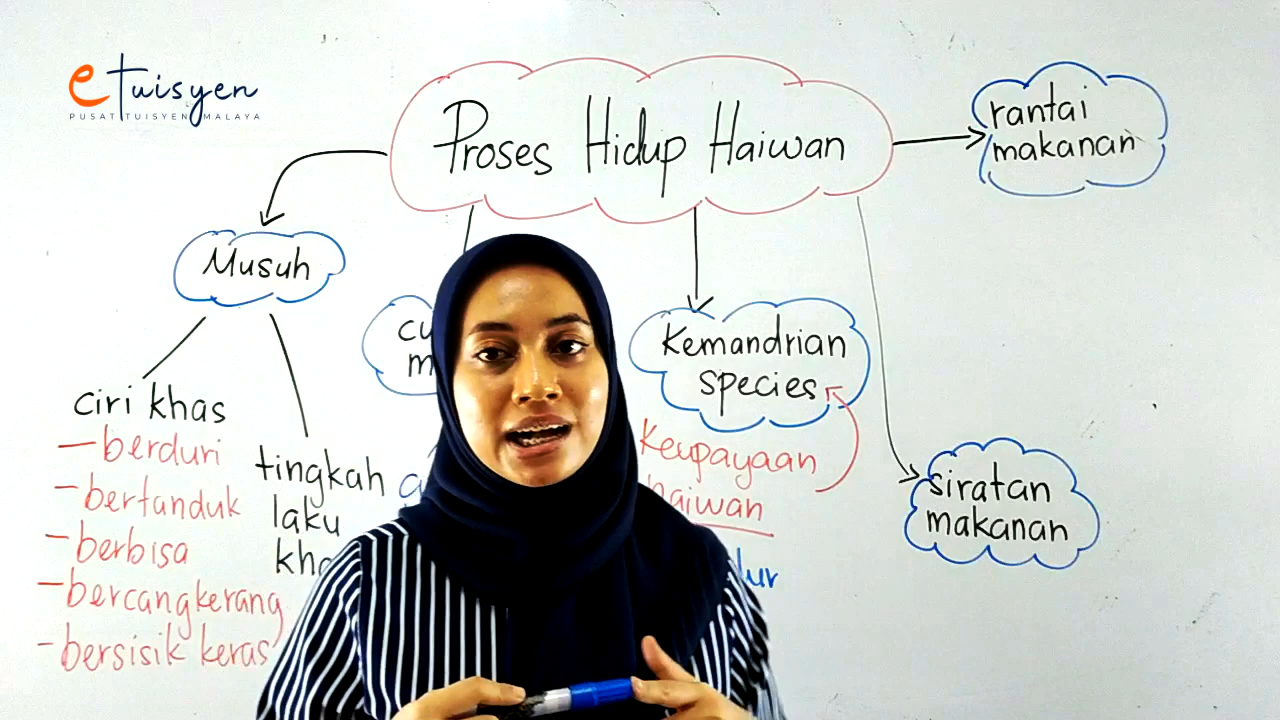 etuisyen
PUSAT TUISYEN MALAYA
Proses Hidup Haiwan
rantai
makanan
Musuh
ciri khas
- berduri
- bertanduk
- berbisa
- bercangkerang
- bersisik keras
tingkah
laku
Kemandrian
species
Keupayaan
haiwan
siratan
makanan